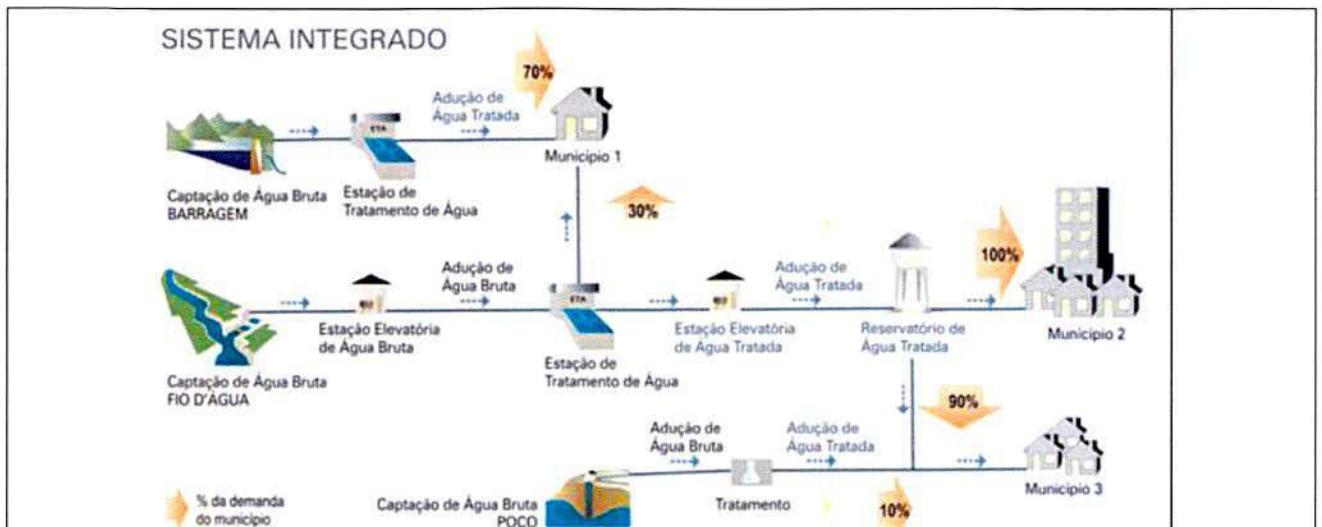 SISTEMA INTEGRADO
70%
Adução de
Água Tratada
ETA
Município 1
Captação de Água Bruta
BARRAGEM
Estação de
Tratamento de Água
30%
100%
Adução de
Água Bruta
Adução de
Água Tratada
ETA
Estação Elevatória
de Água Bruta
Estação Elevatória
de Água Tratada
Reservatório de
Água Tratada
Município 2
Captação de Água Bruta
FIO D'ÁGUA
Estação de
Tratamento de Água
90%
Adução de
Água Bruta
Adução de
Água Tratada
Município 3
% da demanda
do município
Captação de Água Bruta
POÇO
Tratamento
10%